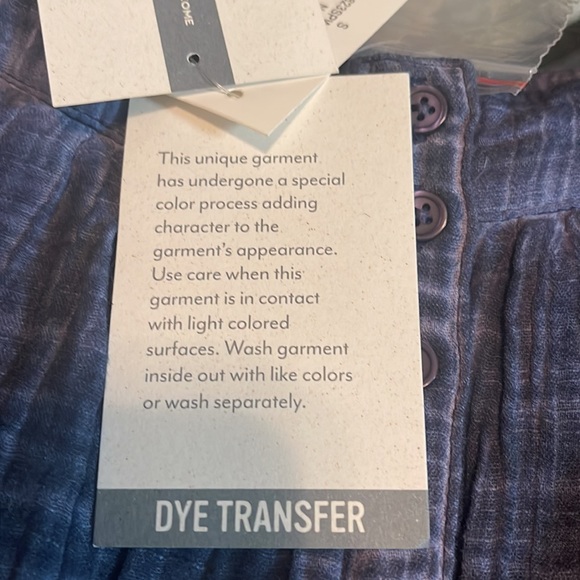 OME
S
This unique garment
has undergone a special
color process adding
character to the
garment's appearance.
Use care when this
garment is in contact
with light colored
surfaces. Wash garment
inside out with like colors
or wash separately.
DYE TRANSFER